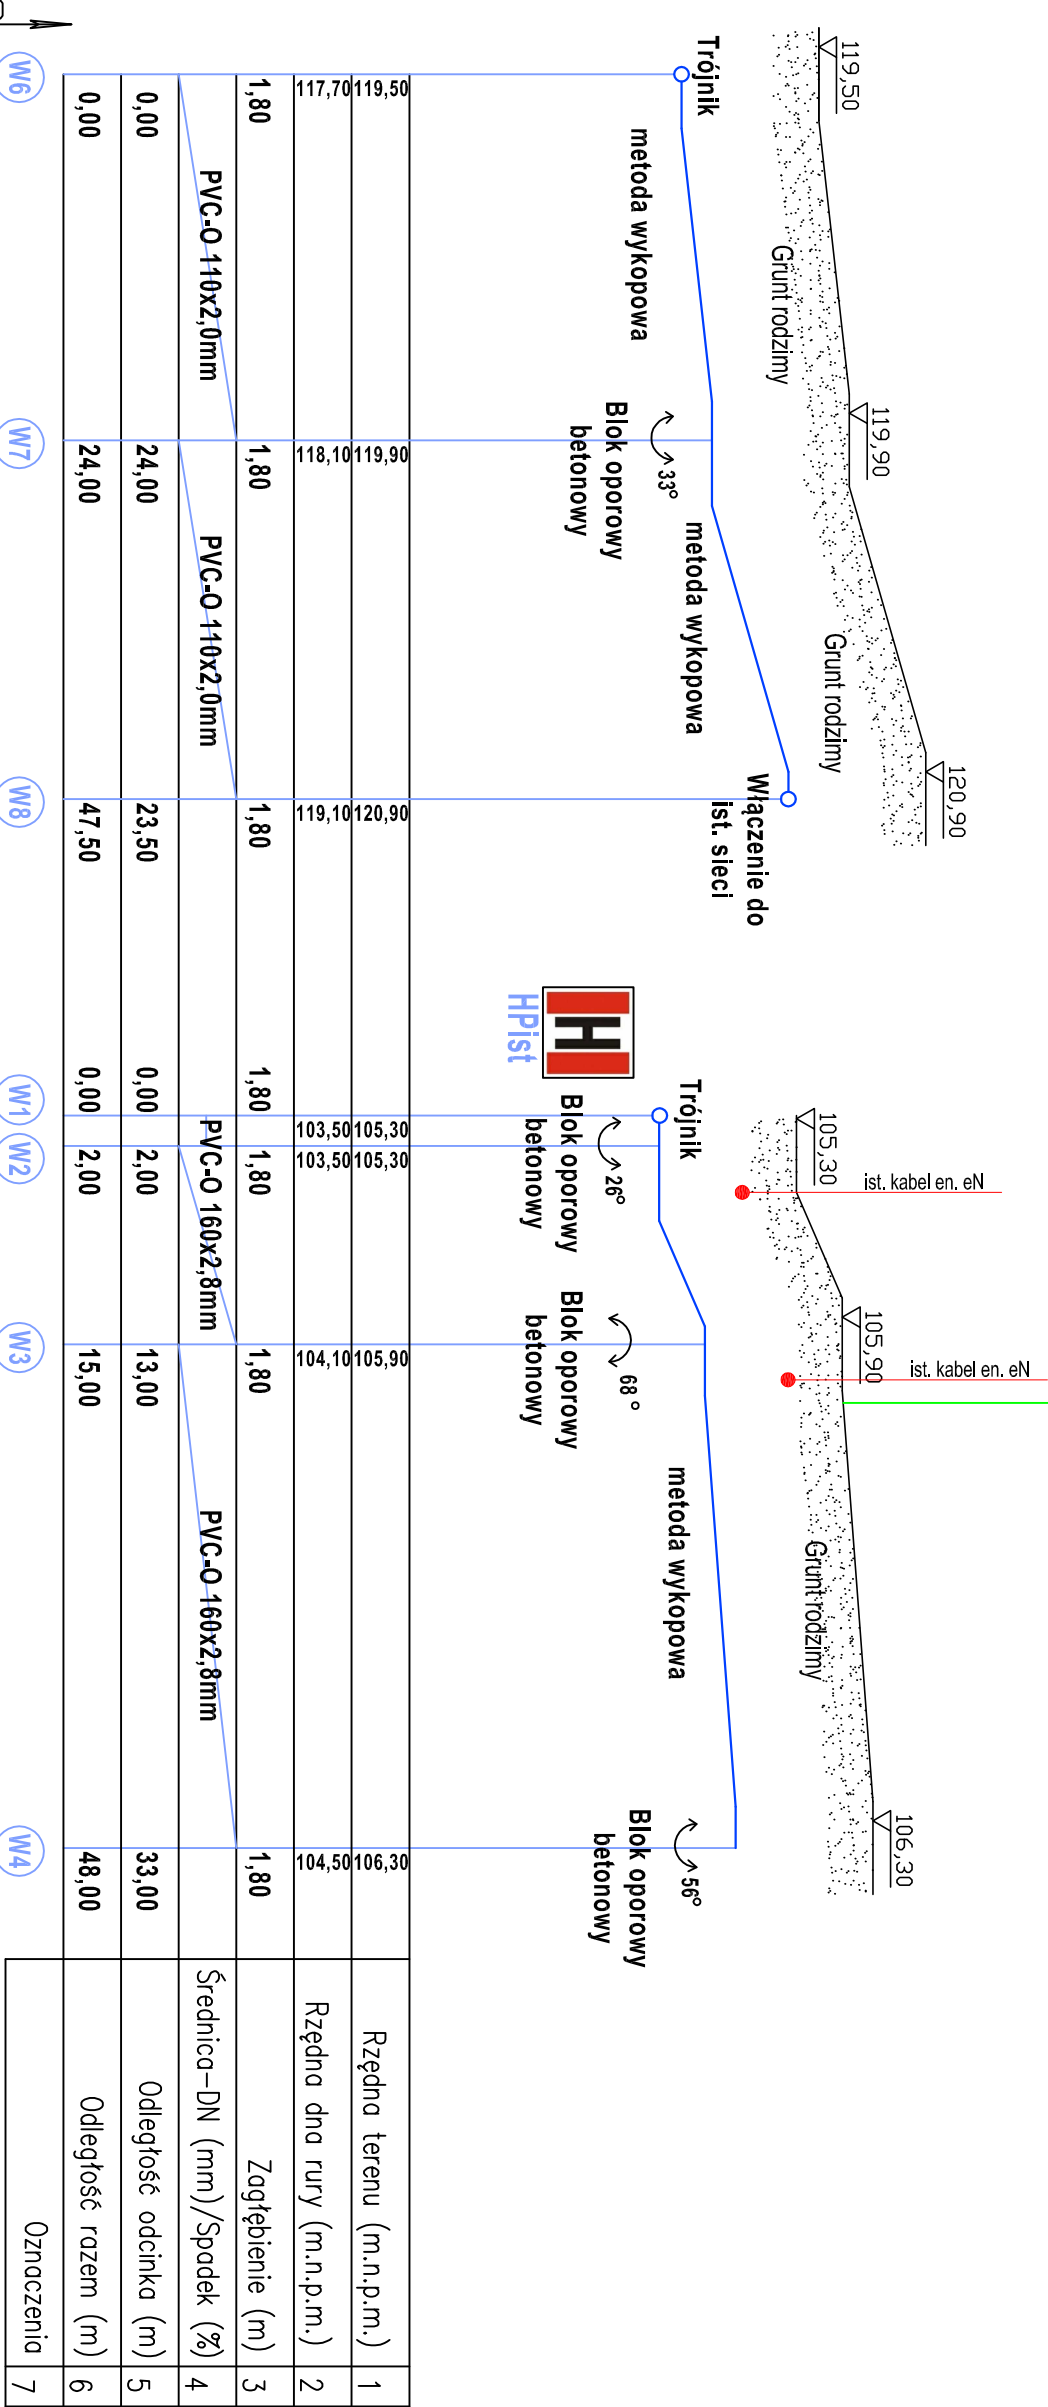 119,50
119,90
120,90
105,30
105,90
106,30
ist. kabel en. eN
ist. kabel en. eN
Grunt rodzimy
Grunt rodzimy
Grunt rodzimy
Trójnik
metoda wykopowa
33°
Blok oporowy
betonowy
metoda wykopowa
Włączenie do
ist. sieci
H
HPist
Trójnik
26°
Blok oporowy
betonowy
68°
Blok oporowy
betonowy
metoda wykopowa
56°
Blok oporowy
betonowy
119,50 119,90 120,90 105,30 105,30 105,90 106,30 Rzędna terenu (m.n.p.m.) 1
117,70 118,10 119,10 103,50 103,50 104,10 104,50 Rzędna dna rury (m.n.p.m.) 2
1,80 1,80 1,80 1,80 1,80 1,80 1,80 Zagłębienie (m) 3
PVC-O 110x2,0mm PVC-O 110x2,0mm PVC-O 160x2,8mm PVC-O 160x2,8mm Średnica-DN (mm)/Spadek (%) 4
0,00 24,00 23,50 0,00 2,00 13,00 33,00 Odległość odcinka (m) 5
0,00 24,00 47,50 0,00 2,00 15,00 48,00 Odległość razem (m) 6
W6 W7 W8 W1 W2 W3 W4 Oznaczenia 7